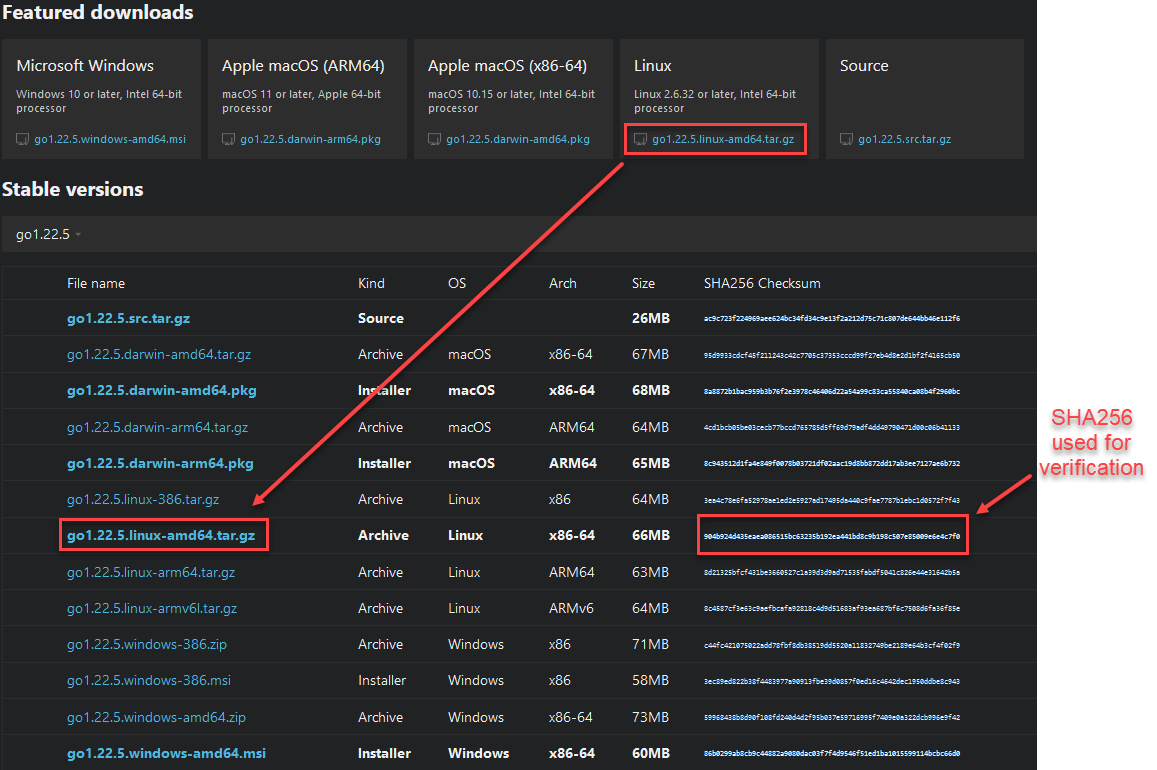 Featured downloads
Microsoft Windows
Windows 10 or later, Intel 64-bit
processor
go1.22.5.windows-amd64.msi
Apple macOS (ARM64)
macOS 11 or later, Apple 64-bit
processor
go1.22.5.darwin-arm64.pkg
Apple macOS (x86-64)
macOS 10.15 or later, Intel 64-bit
processor
go1.22.5.darwin-amd64.pkg
Linux
Linux 2.6.32 or later, Intel 64-bit
processor
go1.22.5.linux-amd64.tar.gz
Source
go1.22.5.src.tar.gz
Stable versions
go1.22.5
File name Kind OS Arch Size SHA256 Checksum
go1.22.5.src.tar.gz Source 26MB ac9c723f224969aee624bc34fd34c9e13f2a212d75c71c807de644bb46e112f6
go1.22.5.darwin-amd64.tar.gz Archive macOS x86-64 67MB 95d9933cdcf45f211243c42c7705c37353cccd99f27eb4d8e2d1bf2f4165cb50
go1.22.5.darwin-amd64.pkg Installer macOS x86-64 68MB 8a8872b1bac959b3b76f2e3978c46406d22a54a99c83ca55840ca08b4f2960bc
go1.22.5.darwin-arm64.tar.gz Archive macOS ARM64 64MB 4cd1bcb05be03cecb77bccd765785d5ff69d79adf4dd49790471d00c06b41133
go1.22.5.darwin-arm64.pkg Installer macOS ARM64 65MB 8c943512d1fa4e849f0078b03721df02aac19d8bb872dd17ab3ee7127ae6b732
go1.22.5.linux-386.tar.gz Archive Linux x86 64MB 3ea4c78e6fa52978ae1ed2e5927ad17495da440c9fae7787b1ebc1d0572f7f43
go1.22.5.linux-amd64.tar.gz Archive Linux x86-64 66MB 904b924d435eaea086515bc63235b192ea441bd8c9b198c507e85009e6e4c7f0
go1.22.5.linux-arm64.tar.gz Archive Linux ARM64 63MB 8d21325bfcf431be3660527c1a39d3d9ad71535fabdf5041c826e44e31642b5a
go1.22.5.linux-armv6l.tar.gz Archive Linux ARMv6 64MB 8c4587cf3e63c9aefbcafa92818c4d9d51683af93ea687bf6c7508d6fa36f85e
go1.22.5.windows-386.zip Archive Windows x86 71MB c44fc421075022add78fbf8db38519dd5520a11832749be2189e64b3cf4f02f9
go1.22.5.windows-386.msi Installer Windows x86 58MB 3ec89ed822b38f4483977a90913fbe39d0857f0ed16c4642dec1950ddbe8c943
go1.22.5.windows-amd64.zip Archive Windows x86-64 73MB 59968438b8d90f108fd240d4d2f95b037e59716995f7409e0a322dcb996e9f42
go1.22.5.windows-amd64.msi Installer Windows x86-64 60MB 86b0299ab8cb9c44882a9080dac03f7f4d9546f51ed1ba1015599114bcbc66d0
SHA256
used for
verification